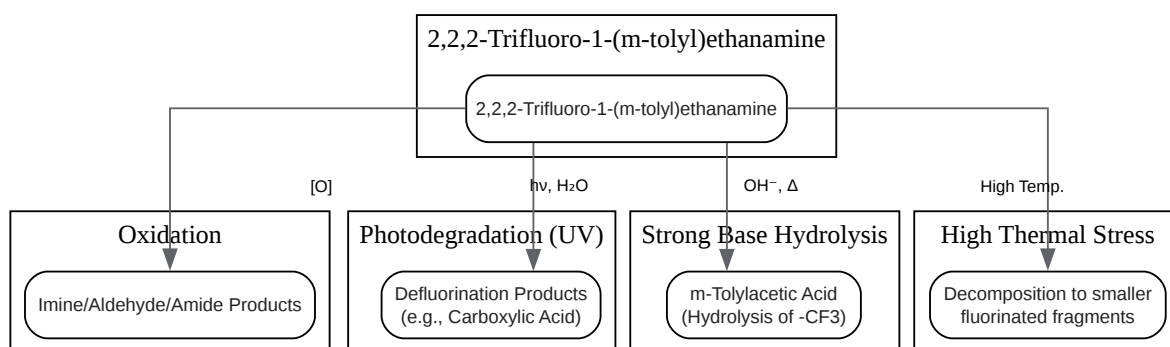 2,2,2-Trifluoro-1-(m-tolyl)ethanamine
2,2,2-Trifluoro-1-(m-tolyl)ethanamine
[O]
hν, H₂O
OH⁻, Δ
High Temp.
Oxidation
Photodegradation (UV)
Strong Base Hydrolysis
High Thermal Stress
Imine/Aldehyde/Amide Products
Defluorination Products
(e.g., Carboxylic Acid)
m-Tolylacetic Acid
(Hydrolysis of -CF3)
Decomposition to smaller
fluorinated fragments